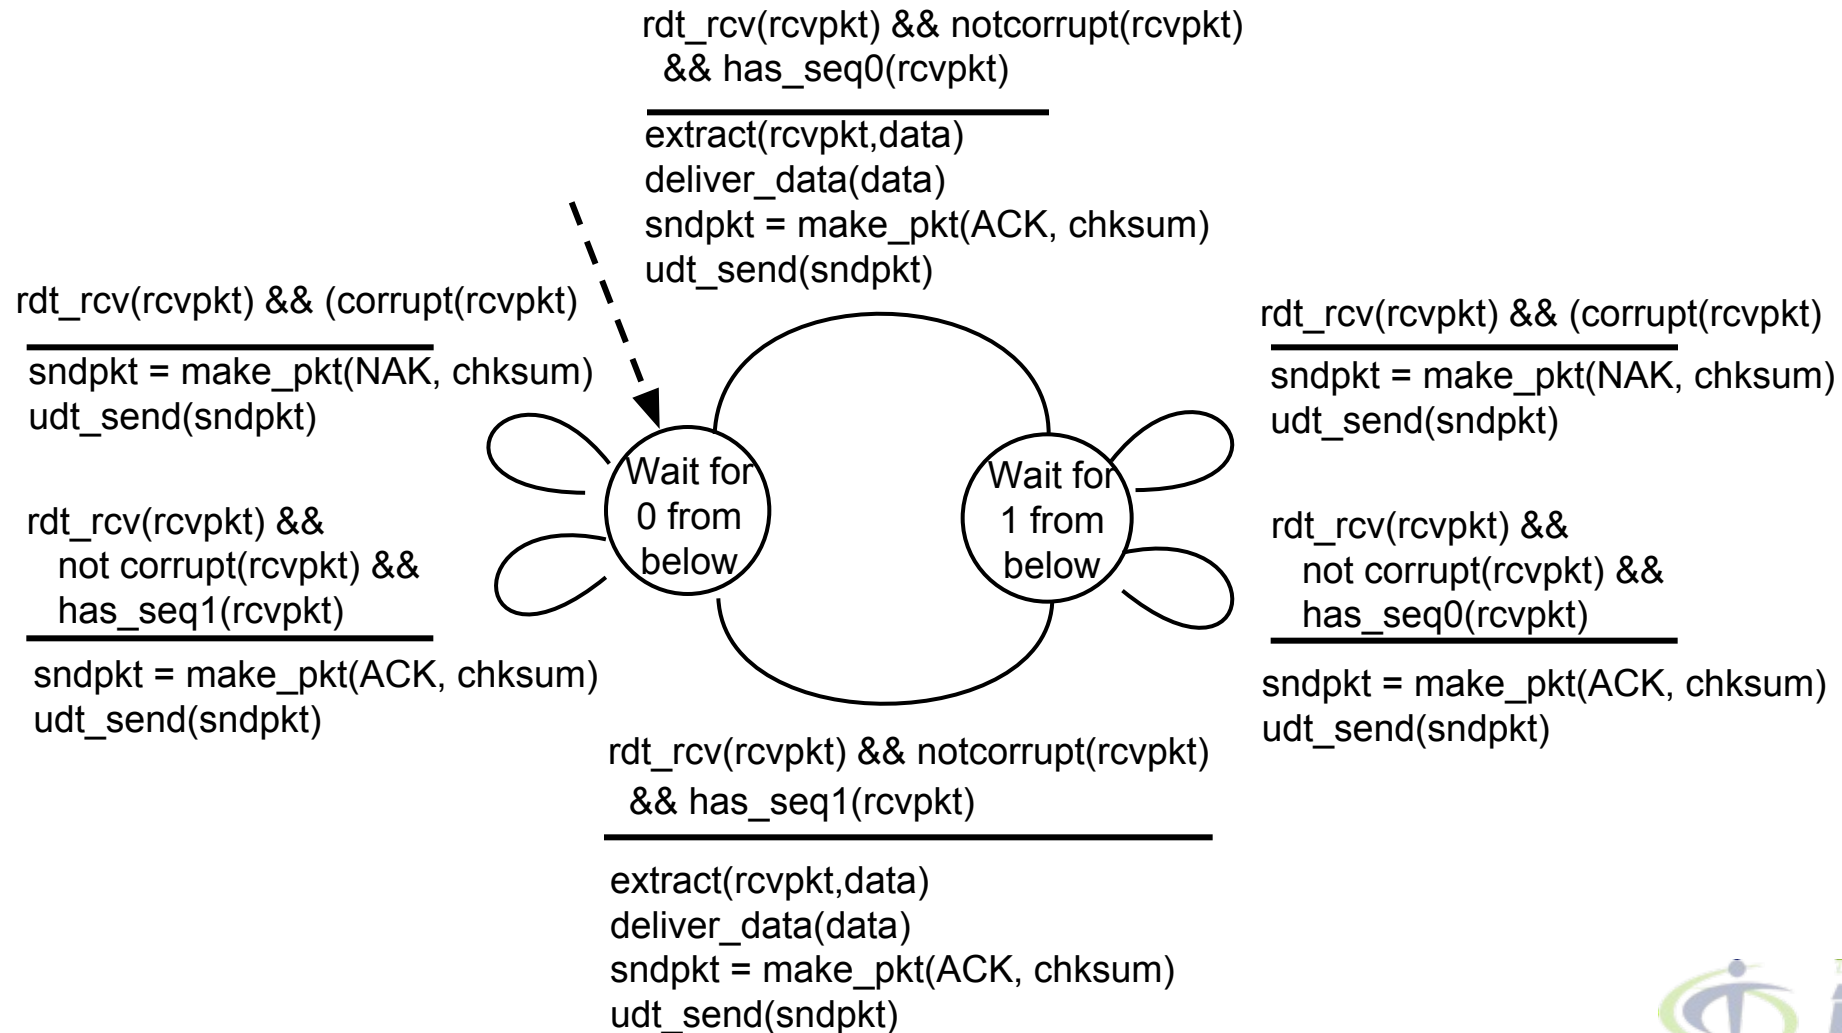 rdt_rcv(rcvpkt) && notcorrupt(rcvpkt)
&& has_seq0(rcvpkt)
extract(rcvpkt,data)
deliver_data(data)
sndpkt = make_pkt(ACK, chksum)
udt_send(sndpkt)
rdt_rcv(rcvpkt) && (corrupt(rcvpkt)
sndpkt = make_pkt(NAK, chksum)
udt_send(sndpkt)
rdt_rcv(rcvpkt) &&
not corrupt(rcvpkt) &&
has_seq1(rcvpkt)
sndpkt = make_pkt(ACK, chksum)
udt_send(sndpkt)
Wait for
0 from
below
Wait for
1 from
below
rdt_rcv(rcvpkt) && (corrupt(rcvpkt)
sndpkt = make_pkt(NAK, chksum)
udt_send(sndpkt)
rdt_rcv(rcvpkt) &&
not corrupt(rcvpkt) &&
has_seq0(rcvpkt)
sndpkt = make_pkt(ACK, chksum)
udt_send(sndpkt)
rdt_rcv(rcvpkt) && notcorrupt(rcvpkt)
&& has_seq1(rcvpkt)
extract(rcvpkt,data)
deliver_data(data)
sndpkt = make_pkt(ACK, chksum)
udt_send(sndpkt)